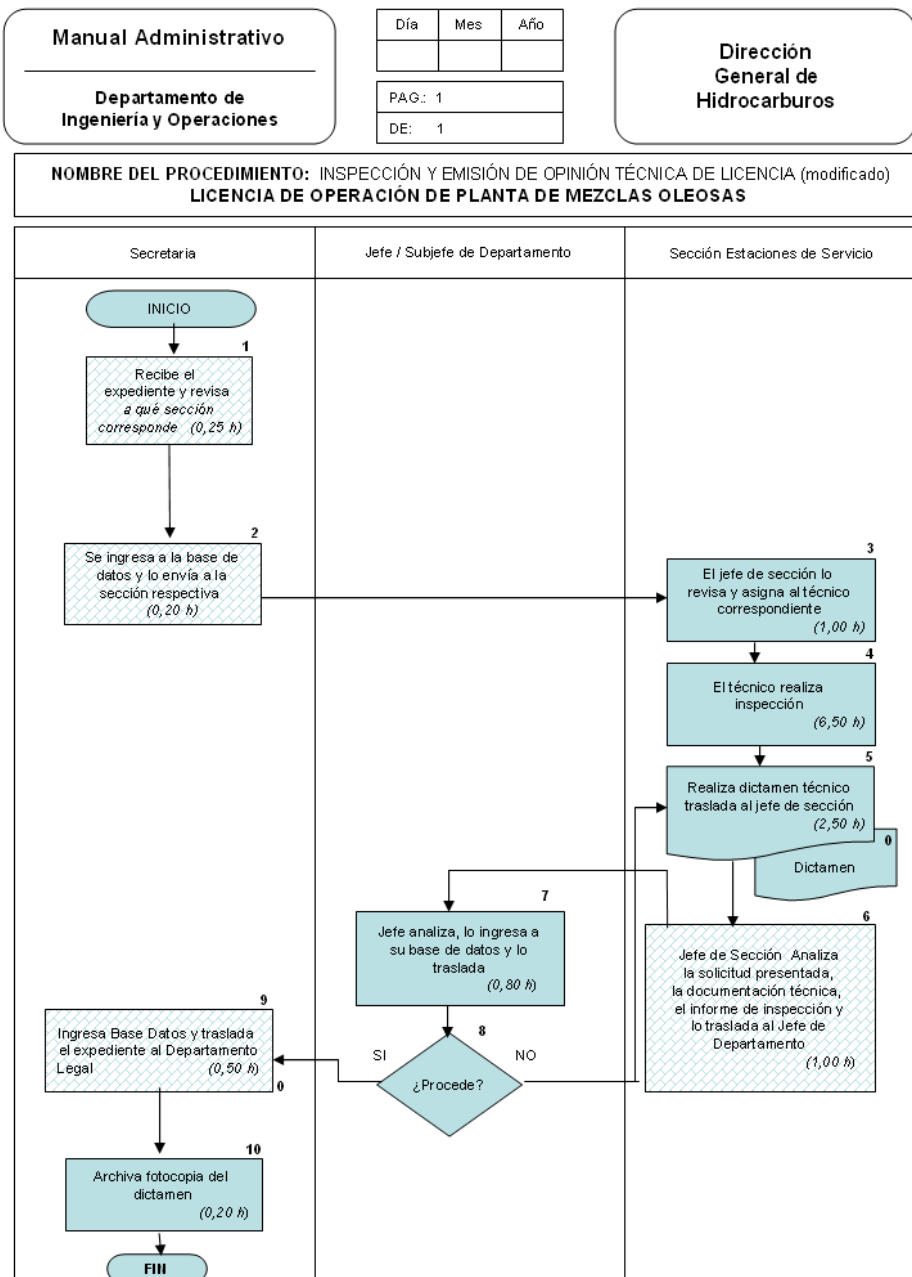 Manual Administrativo
Departamento de
Ingeniería y Operaciones
Día Mes Año
PAG.: 1
DE: 1
Dirección
General de
Hidrocarburos
NOMBRE DEL PROCEDIMIENTO: INSPECCIÓN Y EMISIÓN DE OPINIÓN TÉCNICA DE LICENCIA (modificado)
LICENCIA DE OPERACIÓN DE PLANTA DE MEZCLAS OLEOSAS
Secretaria
Jefe / Subjefe de Departamento
Sección Estaciones de Servicio
INICIO
1
Recibe el
expediente y revisa
a qué sección
corresponde (0,25 h)
2
Se ingresa a la base de
datos y lo envía a la
sección respectiva
(0,20 h)
3
El jefe de sección lo
revisa y asigna al técnico
correspondiente
(1,00 h)
4
El técnico realiza
inspección
(6,50 h)
5
Realiza dictamen técnico
traslada al jefe de sección
(2,50 h)
0
Dictamen
6
Jefe de Sección Analiza
la solicitud presentada,
la documentación técnica,
el informe de inspección y
lo traslada al Jefe de
Departamento
(1,00 h)
7
Jefe analiza, lo ingresa a
su base de datos y lo
traslada
(0,80 h)
8
SI
NO
¿Procede?
9
Ingresa Base Datos y traslada
el expediente al Departamento
Legal (0,50 h)
0
10
Archiva fotocopia del
dictamen
(0,20 h)
FIN